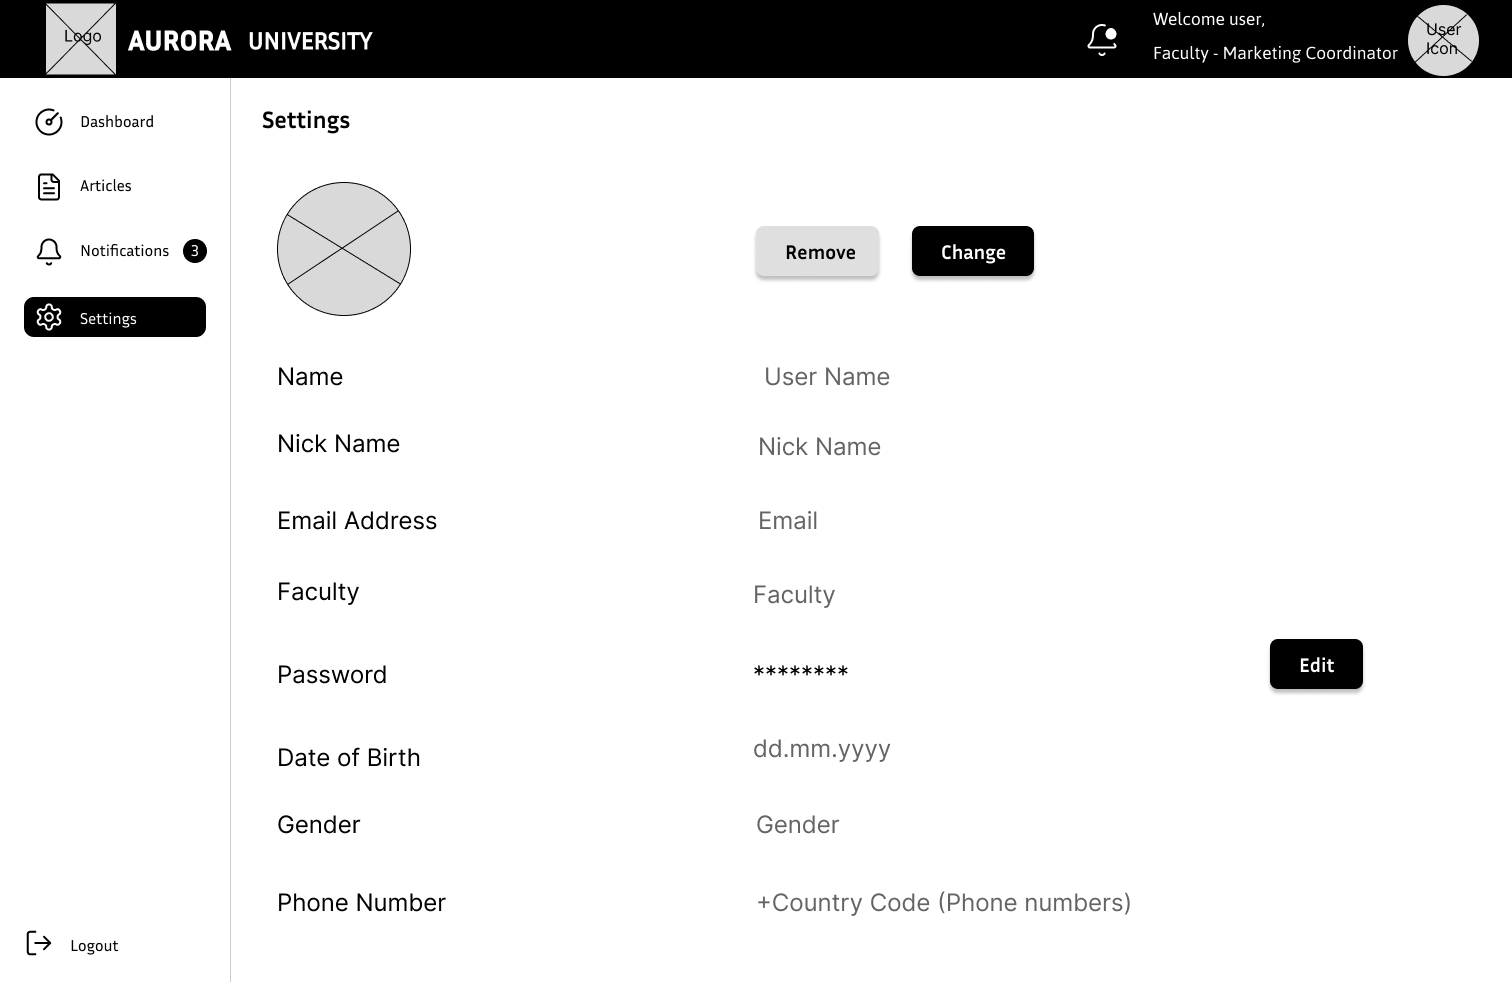 Logo
AURORA UNIVERSITY
Welcome user,
Faculty - Marketing Coordinator
User
Icon
Dashboard
Articles
Notifications 3
Settings
Logout
Settings
Remove Change
Name User Name
Nick Name Nick Name
Email Address Email
Faculty Faculty
Password ********
Edit
Date of Birth dd.mm.yyyy
Gender Gender
Phone Number +Country Code (Phone numbers)